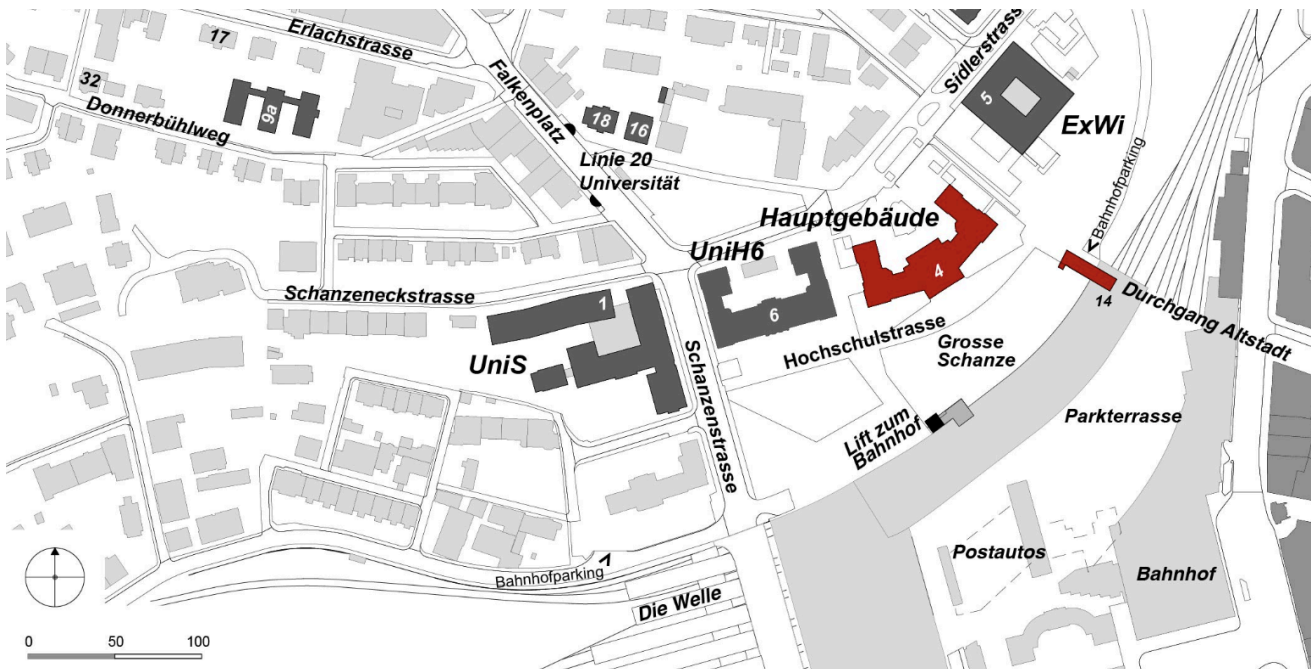 17
Erlachstrasse
32
9a
Donnerbühlweg
Falkenplatz
18
16
Linie 20
Universität
Sidlerstrasse
5
ExWi
Bahnhofparking
Hauptgebäude
4
UniH6
6
Schanzeneckstrasse
1
UniS
Schanzenstrasse
Hochschulstrasse
Grosse
Schanze
14
Durchgang Altstadt
Parkterrasse
Lift zum
Bahnhof
Postautos
Bahnhof
Bahnhofparking
Die Welle
0 50 100